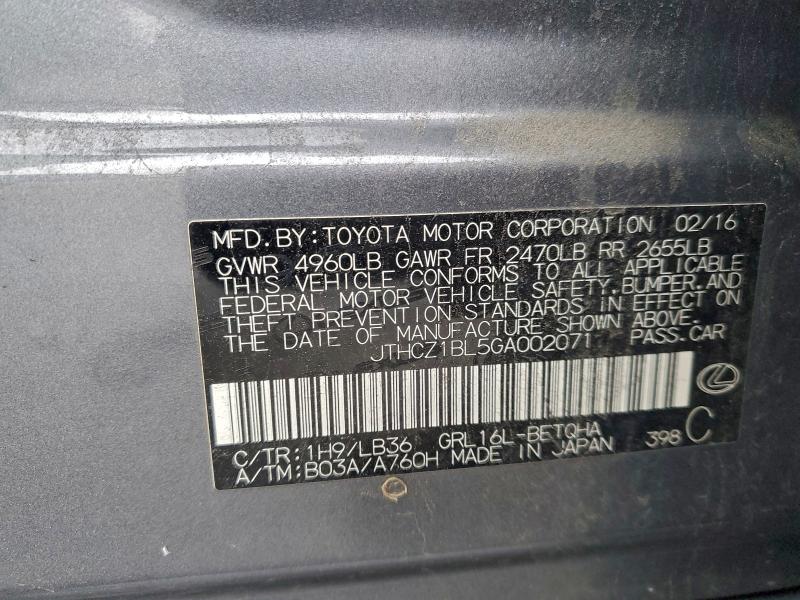 MFD.BY:TOYOTA MOTOR CORPORATION 02/16
GVWR 4960LB GAWR FR 2470LB RR 2655LB
THIS VEHICLE CONFORMS TO ALL APPLICABLE
FEDERAL MOTOR VEHICLE SAFETY.BUMPER.AND
THEFT PREVENTION STANDARDS IN EFFECT ON
THE DATE OF MANUFACTURE SHOWN ABOVE.
JTHCZ1BL5GA002071 PASS.CAR
C/TR:1H9/LB36 GRL16L-BETQHA
A/TM:B03A/A760H MADE IN JAPAN 398 C